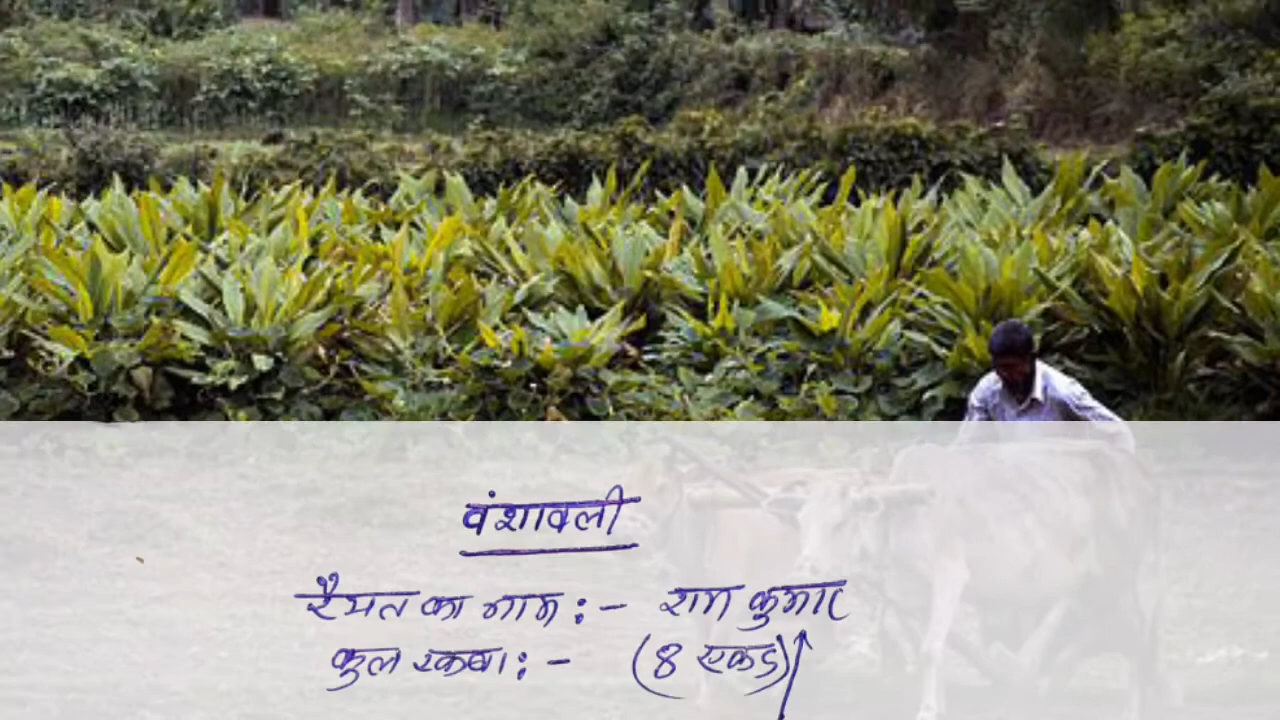 वंशावली
रैयत का नाम :- राम कुमार
कुल रकबा : - (8 एकड़)